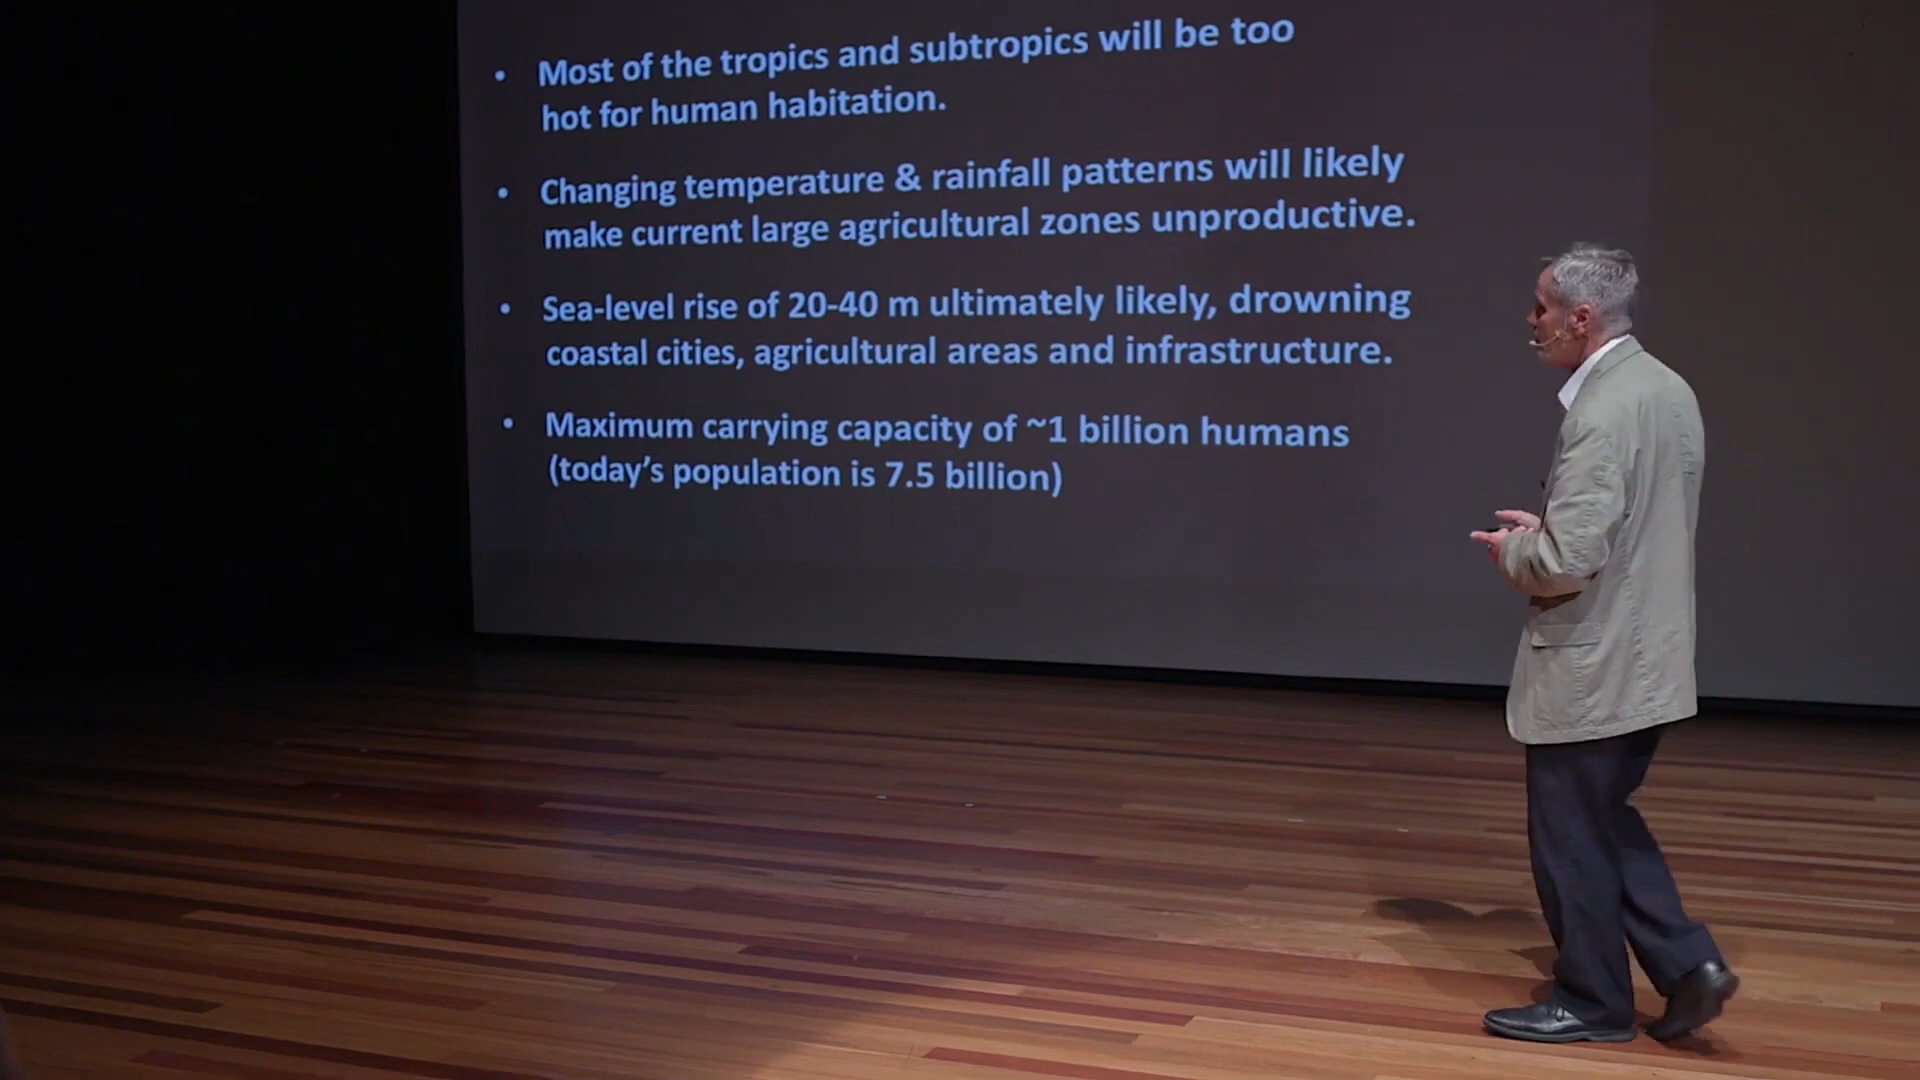 • Most of the tropics and subtropics will be too
hot for human habitation.
• Changing temperature & rainfall patterns will likely
make current large agricultural zones unproductive.
• Sea-level rise of 20-40 m ultimately likely, drowning
coastal cities, agricultural areas and infrastructure.
• Maximum carrying capacity of ~1 billion humans
(today's population is 7.5 billion)